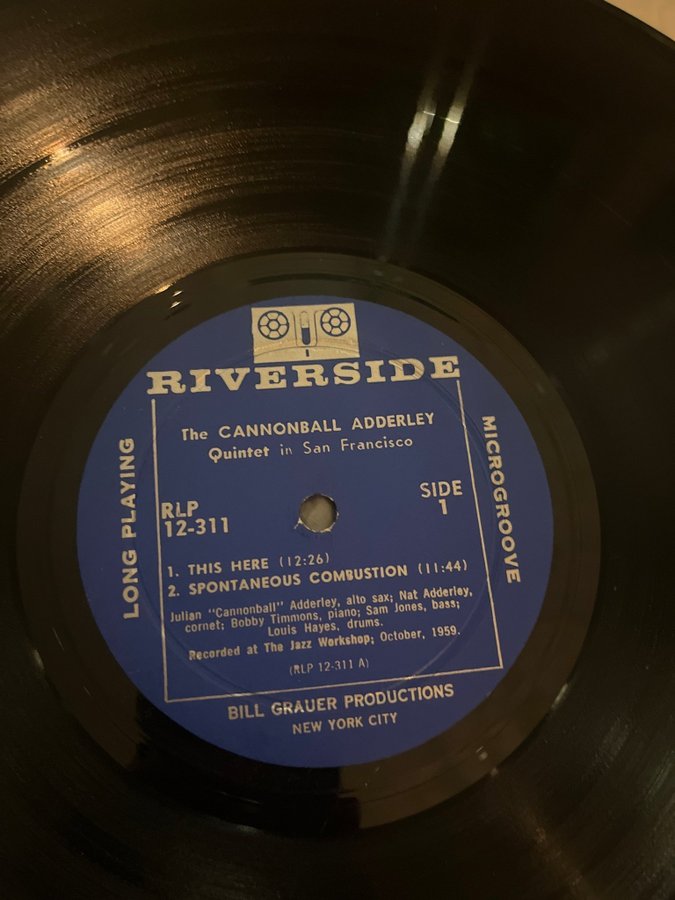 RIVERSIDE
The CANNONBALL ADDERLEY
Quintet in San Francisco
LONG PLAYING
MICROGROOVE
RLP
12-311
SIDE
1
1. THIS HERE (12:26)
2. SPONTANEOUS COMBUSTION (11:44)
Julian "Cannonball" Adderley, alto sax; Nat Adderley,
cornet; Bobby Timmons, piano; Sam Jones, bass;
Louis Hayes, drums.
Recorded at The Jazz Workshop; October, 1959.
(RLP 12-311 A)
BILL GRAUER PRODUCTIONS
NEW YORK CITY